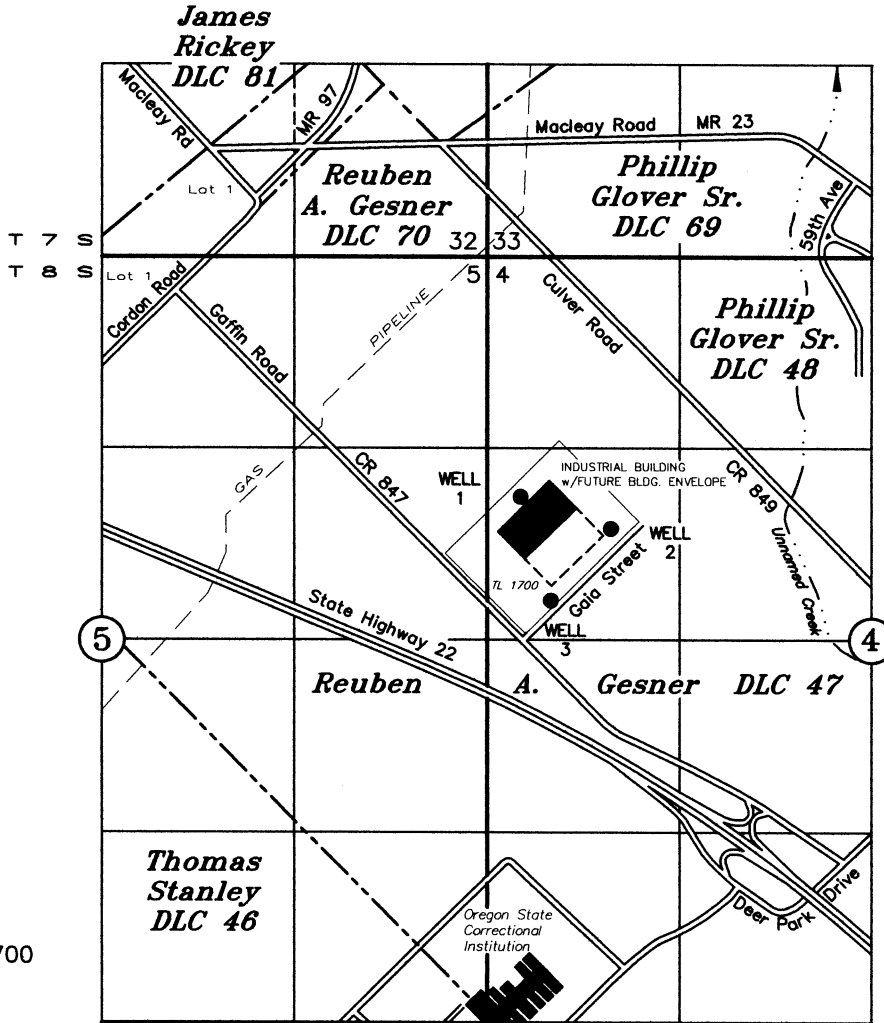 James
Rickey
DLC 81
Macleay Rd
MR 97
Macleay Road MR 23
Lot 1
Reuben
A. Gesner
DLC 70
Phillip
Glover Sr.
DLC 69
59th Ave
T 7 S
32 33
T 8 S
Lot 1
5 4
Cordon Road
Gaffin Road
PIPELINE
Culver Road
Phillip
Glover Sr.
DLC 48
GAS
CR 847
WELL
1
INDUSTRIAL BUILDING
w/FUTURE BLDG. ENVELOPE
CR 849
WELL
2
Unnamed Creek
TL 1700
Gaia Street
WELL
3
State Highway 22
5
4
Reuben A. Gesner DLC 47
Thomas
Stanley
DLC 46
Oregon State
Correctional
Institution
Deer Park Drive
700